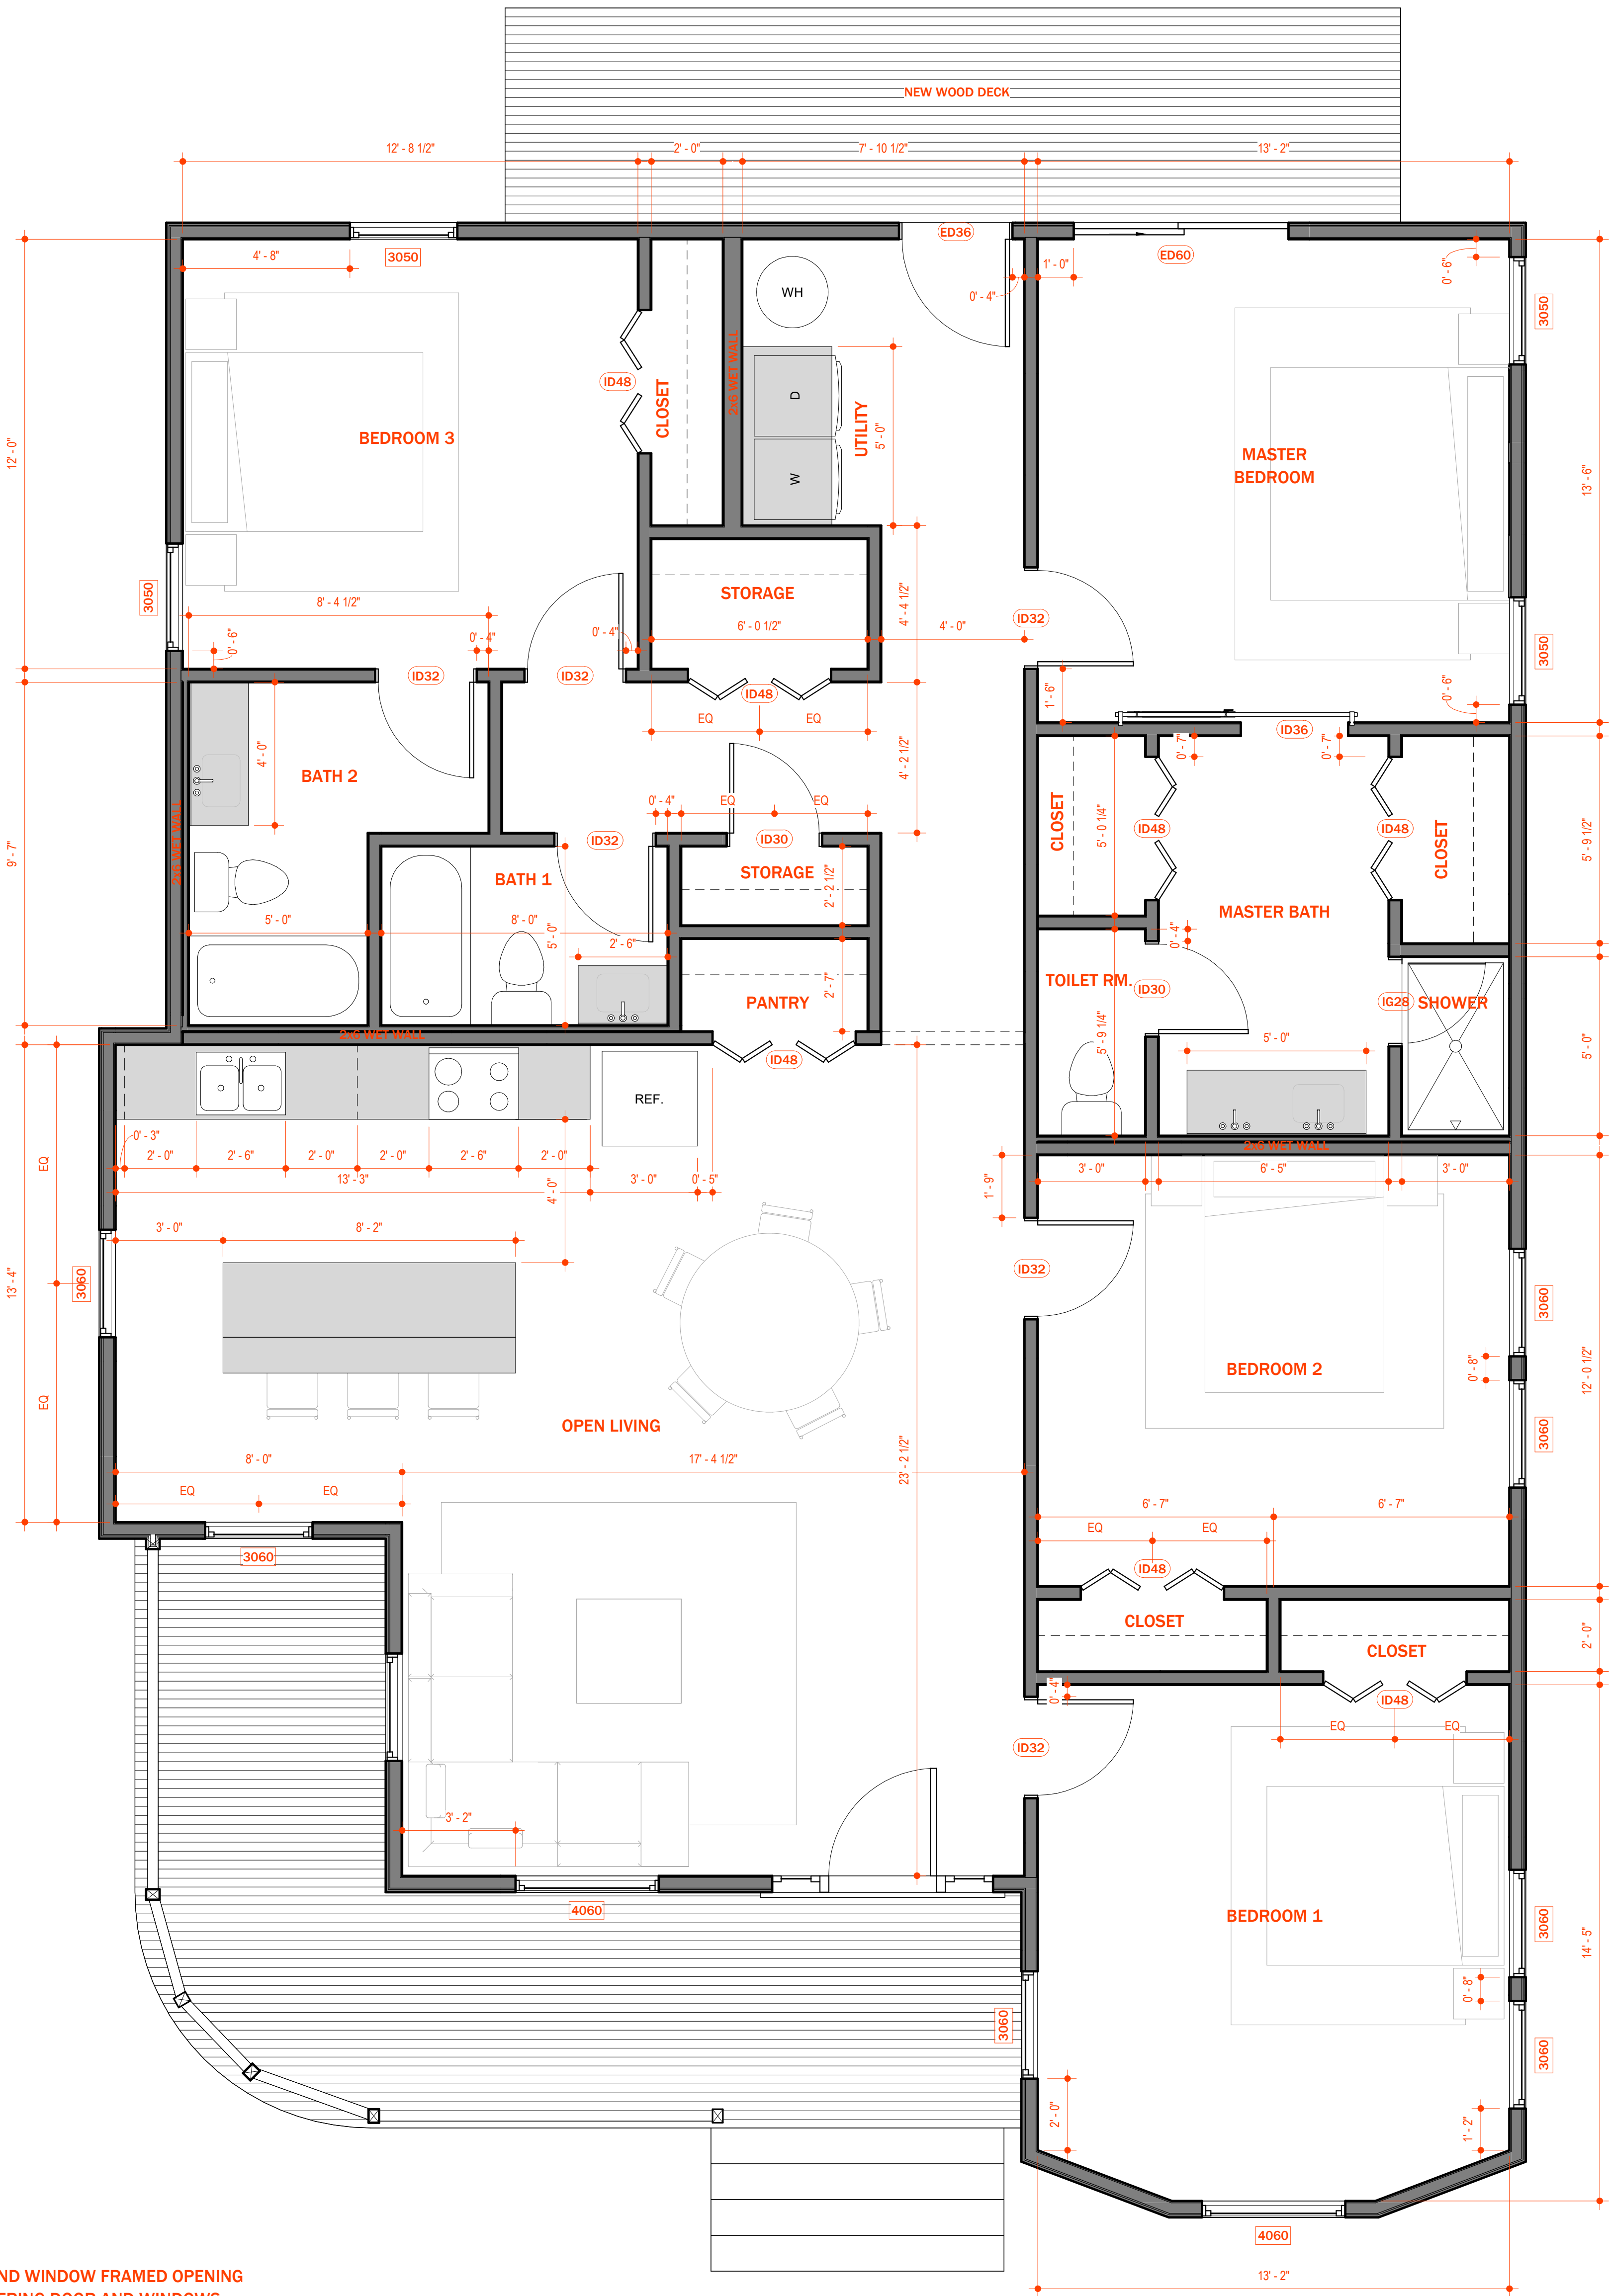 NEW WOOD DECK
12' - 8 1/2"
2' - 0"
7' - 10 1/2"
13' - 2"
4' - 8"
3050
ED36
ED60
1' - 0"
0' - 4"
0' - 6"
3050
WH
2x6 WET WALL
ID48
CLOSET
D
W
UTILITY
5' - 0"
BEDROOM 3
12' - 0"
MASTER
BEDROOM
13' - 6"
3050
8' - 4 1/2"
0' - 6"
0' - 4"
0' - 4"
STORAGE
6' - 0 1/2"
4' - 4 1/2"
4' - 0"
ID32
3050
0' - 6"
1' - 6"
ID32
ID32
ID48
EQ
EQ
ID36
0' - 7"
0' - 7"
4' - 0"
BATH 2
4' - 2 1/2"
0' - 4"
EQ
EQ
ID32
ID30
CLOSET
5' - 0 1/4"
ID48
ID48
CLOSET
5' - 9 1/2"
9' - 7"
2x6 WET WALL
BATH 1
STORAGE
2' - 2 1/2"
5' - 0"
8' - 0"
5' - 0"
2' - 6"
MASTER BATH
0' - 4"
PANTRY
2' - 7"
TOILET RM.
ID30
IG28
SHOWER
5' - 9 1/4"
5' - 0"
5' - 0"
2x6 WET WALL
ID48
REF.
0' - 3"
2' - 0"
2' - 6"
2' - 0"
2' - 0"
2' - 6"
2' - 0"
13' - 3"
3' - 0"
0' - 5"
4' - 0"
2x6 WET WALL
3' - 0"
6' - 5"
3' - 0"
1' - 9"
EQ
3' - 0"
8' - 2"
13' - 4"
3060
ID32
3060
EQ
BEDROOM 2
0' - 8"
12' - 0 1/2"
3060
OPEN LIVING
8' - 0"
17' - 4 1/2"
23' - 2 1/2"
EQ
EQ
3060
6' - 7"
6' - 7"
EQ
EQ
ID48
CLOSET
CLOSET
2' - 0"
0' - 4"
ID48
EQ
EQ
ID32
3' - 2"
4060
BEDROOM 1
3060
14' - 5"
0' - 8"
3060
3060
2' - 0"
1' - 2"
4060
13' - 2"
ND WINDOW FRAMED OPENING
ERING DOOR AND WINDOWS